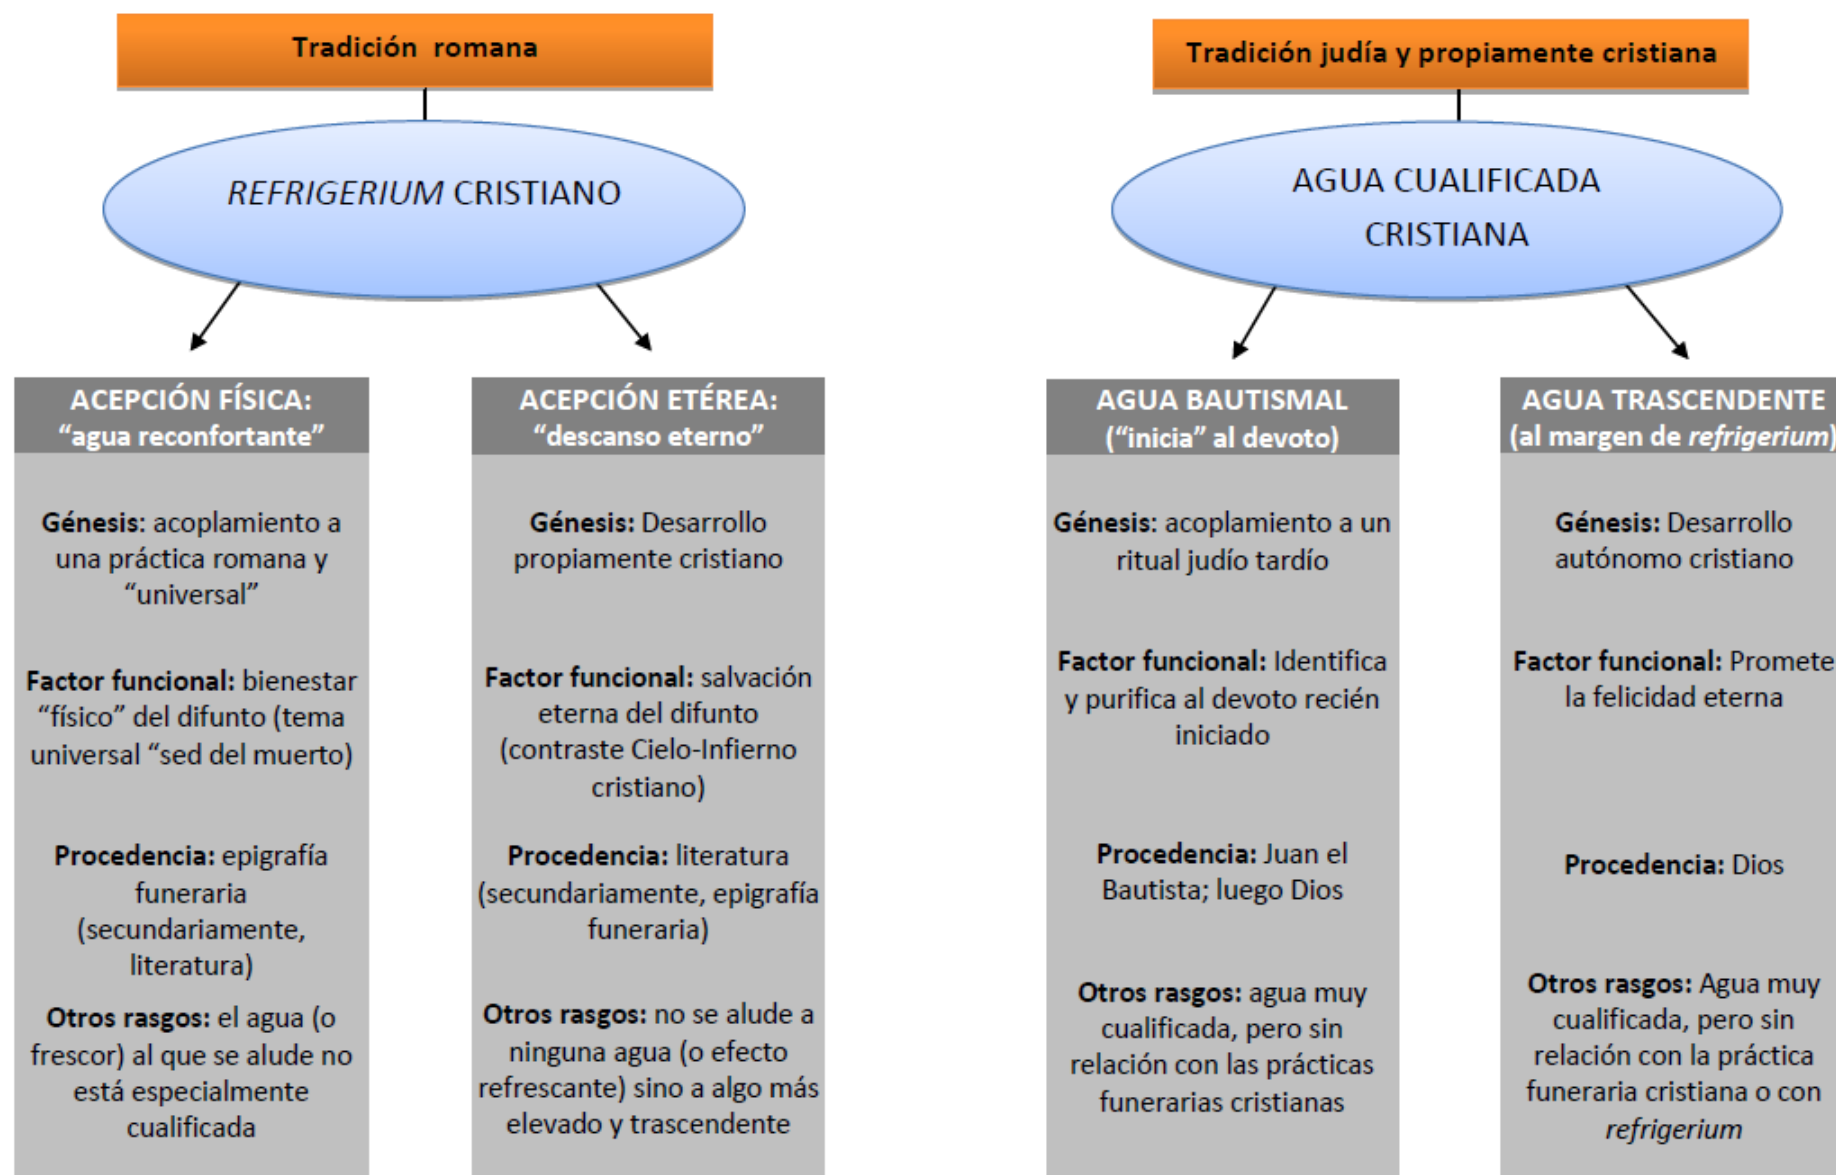 Tradición romana
REFRIGERIUM CRISTIANO
ACEPCIÓN FÍSICA:
“agua reconfortante”
Génesis: acoplamiento a
una práctica romana y
“universal”
Factor funcional: bienestar
“físico” del difunto (tema
universal “sed del muerto)
Procedencia: epigrafía
funeraria
(secundariamente,
literatura)
Otros rasgos: el agua (o
frescor) al que se alude no
está especialmente
cualificada
ACEPCIÓN ETÉREA:
“descanso eterno”
Génesis: Desarrollo
propiamente cristiano
Factor funcional: salvación
eterna del difunto
(contraste Cielo-Infierno
cristiano)
Procedencia: literatura
(secundariamente, epigrafía
funeraria)
Otros rasgos: no se alude a
ninguna agua (o efecto
refrescante) sino a algo más
elevado y trascendente
Tradición judía y propiamente cristiana
AGUA CUALIFICADA
CRISTIANA
AGUA BAUTISMAL
(“inicia” al devoto)
Génesis: acoplamiento a un
ritual judío tardío
Factor funcional: Identifica
y purifica al devoto recién
iniciado
Procedencia: Juan el
Bautista; luego Dios
Otros rasgos: agua muy
cualificada, pero sin
relación con las prácticas
funerarias cristianas
AGUA TRASCENDENTE
(al margen de refrigerium)
Génesis: Desarrollo
autónomo cristiano
Factor funcional: Promete
la felicidad eterna
Procedencia: Dios
Otros rasgos: Agua muy
cualificada, pero sin
relación con la práctica
funeraria cristiana o con
refrigerium